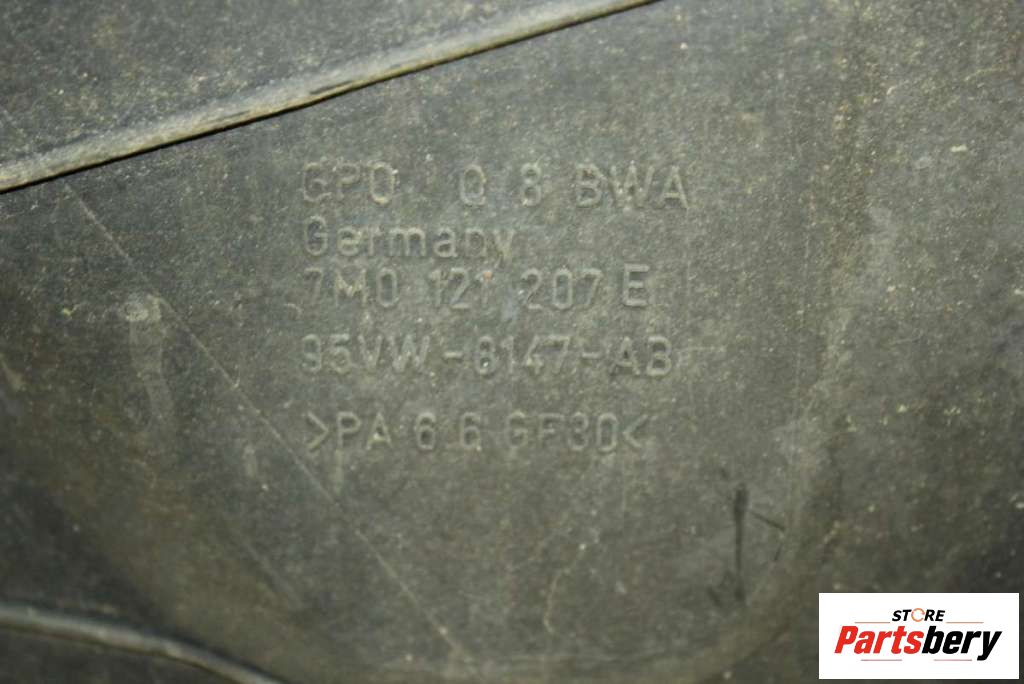 GPO Q 8 BWA
Germany
7M0 121 207 E
95VW-8147-AB
>PA 6 6 GF30<
STORE
Partsbery